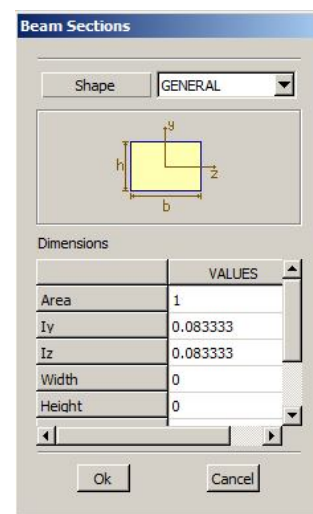 Beam Sections
Shape GENERAL
y
h
z
b
Dimensions
VALUES
Area 1
Iy 0.083333
Iz 0.083333
Width 0
Height 0
Ok Cancel